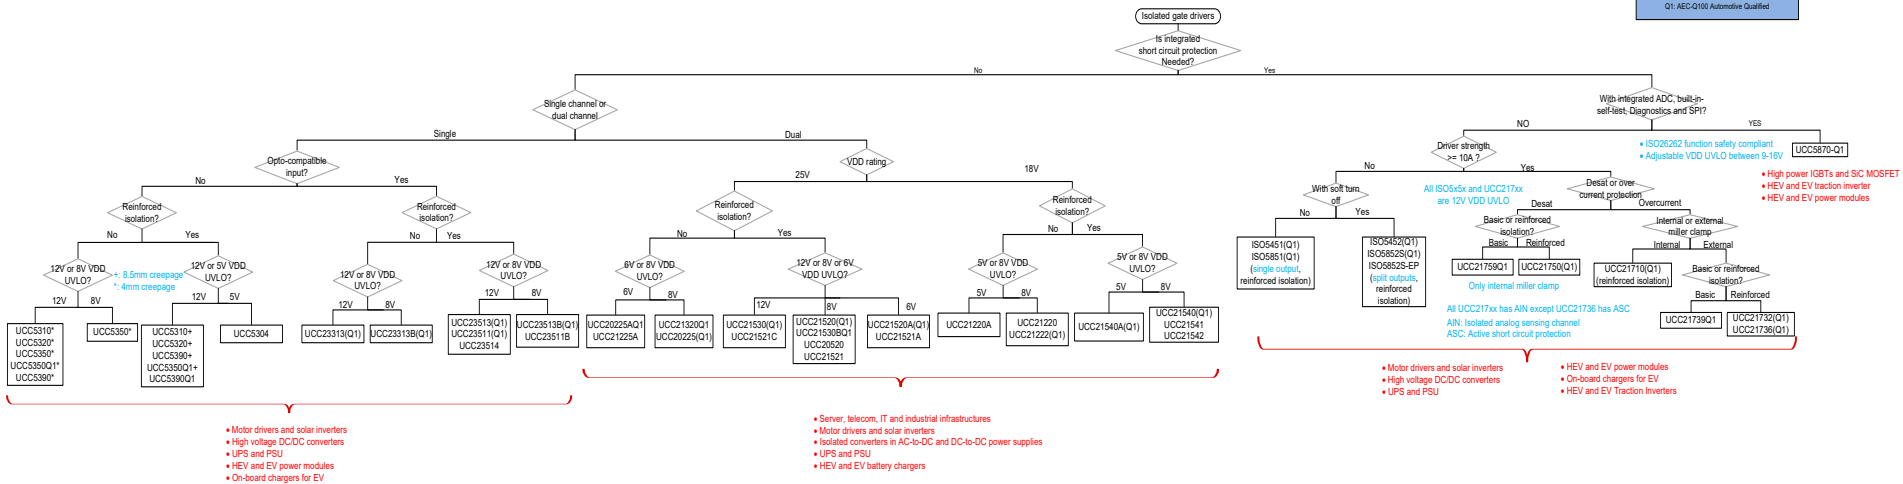 Q1: AEC-Q100 Automotive Qualified
Isolated gate drivers
Is integrated
short circuit protection
Needed?
No
Yes
Single channel or
dual channel
Single
Dual
Opto-compatible
input?
No
Yes
Reinforced
isolation?
No
Yes
12V or 8V VDD
UVLO?
12V
8V
+: 8.5mm creepage
*: 4mm creepage
12V or 5V VDD
UVLO?
12V
5V
UCC5310*
UCC5320*
UCC5350*
UCC5350Q1*
UCC5390*
UCC5350*
UCC5310+
UCC5320+
UCC5390+
UCC5350Q1+
UCC5390Q1
UCC5304
Reinforced
isolation?
No
Yes
12V or 8V VDD
UVLO?
12V
8V
12V or 8V VDD
UVLO?
12V
8V
UCC23313(Q1)
UCC23313B(Q1)
UCC23513(Q1)
UCC23511(Q1)
UCC23514
UCC23513B(Q1)
UCC23511B
• Motor drivers and solar inverters
• High voltage DC/DC converters
• UPS and PSU
• HEV and EV power modules
• On-board chargers for EV
VDD rating
25V
18V
Reinforced
isolation?
No
Yes
6V or 8V VDD
UVLO?
6V
8V
12V or 8V or 6V
VDD UVLO?
12V
8V
6V
UCC20225AQ1
UCC21225A
UCC21320Q1
UCC20225(Q1)
UCC21530(Q1)
UCC21521C
UCC21520(Q1)
UCC21530BQ1
UCC20520
UCC21521
UCC21520A(Q1)
UCC21521A
Reinforced
isolation?
No
Yes
5V or 8V VDD
UVLO?
5V
8V
5V or 8V VDD
UVLO?
5V
8V
UCC21220A
UCC21220
UCC21222(Q1)
UCC21540A(Q1)
UCC21540(Q1)
UCC21541
UCC21542
• Server, telecom, IT and industrial infrastructures
• Motor drivers and solar inverters
• Isolated converters in AC-to-DC and DC-to-DC power supplies
• UPS and PSU
• HEV and EV battery chargers
With integrated ADC, built-in-
self-test, Diagnostics and SPI?
NO
YES
• ISO26262 function safety compliant
• Adjustable VDD UVLO between 9-16V
UCC5870-Q1
• High power IGBTs and SiC MOSFET
• HEV and EV traction inverter
• HEV and EV power modules
Driver strength
>= 10A ?
No
Yes
With soft turn
off
No
Yes
All ISO5x5x and UCC217xx
are 12V VDD UVLO
ISO5451(Q1)
ISO5851(Q1)
(single output,
reinforced isolation)
ISO5452(Q1)
ISO5852S(Q1)
ISO5852S-EP
(split outputs,
reinforced
isolation)
Desat or over
current protection
Desat
Overcurrent
Basic or reinforced
isolation?
Basic
Reinforced
UCC21759Q1
UCC21750(Q1)
Only internal miller clamp
Internal or external
miller clamp
Internal
External
UCC21710(Q1)
(reinforced isolation)
Basic or reinforced
isolation?
Basic
Reinforced
UCC21739Q1
UCC21732(Q1)
UCC21736(Q1)
All UCC217xx has AIN except UCC21736 has ASC
AIN: Isolated analog sensing channel
ASC: Active short circuit protection
• Motor drivers and solar inverters
• High voltage DC/DC converters
• UPS and PSU
• HEV and EV power modules
• On-board chargers for EV
• HEV and EV Traction Inverters